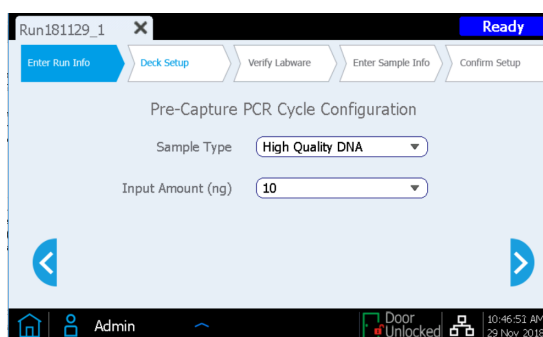 Run181129_1 Ready
Enter Run Info Deck Setup Verify Labware Enter Sample Info Confirm Setup
Pre-Capture PCR Cycle Configuration
Sample Type High Quality DNA
Input Amount (ng) 10
Admin Door Unlocked 10:46:51 AM
29 Nov 2018